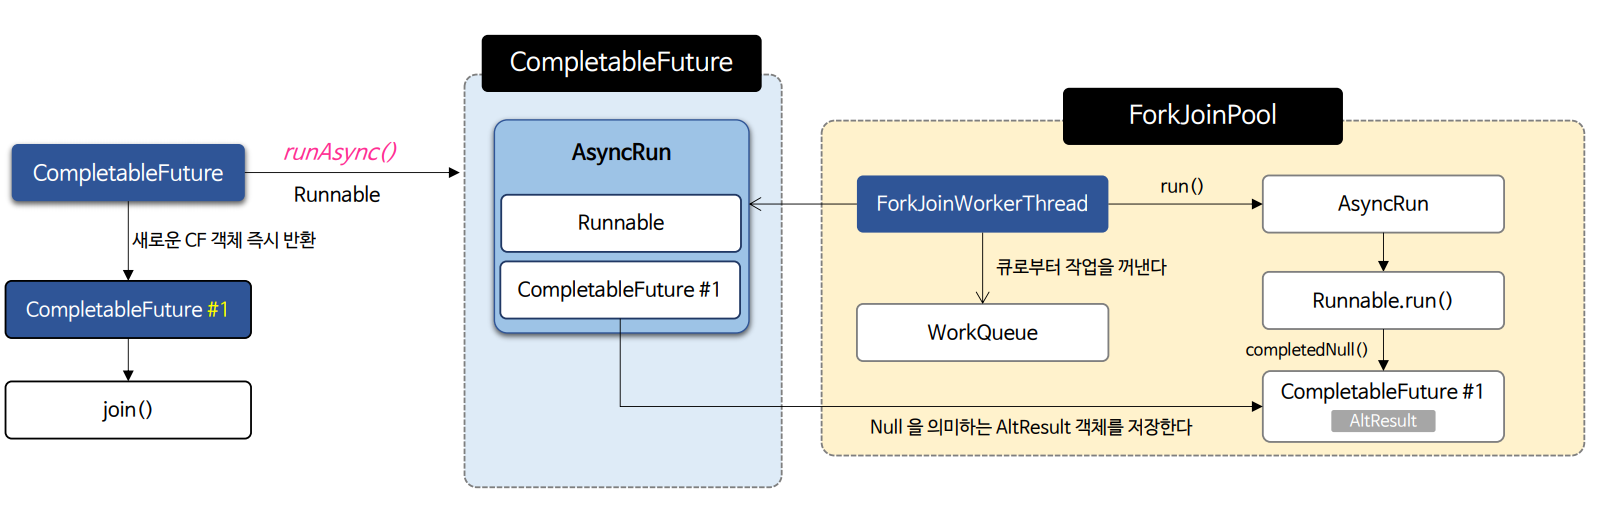 CompletableFuture
runAsync()
Runnable
새로운 CF 객체 즉시 반환
CompletableFuture #1
join()
CompletableFuture
AsyncRun
Runnable
CompletableFuture #1
ForkJoinPool
ForkJoinWorkerThread
run()
AsyncRun
큐로부터 작업을 꺼낸다
WorkQueue
Runnable.run()
completedNull()
CompletableFuture #1
AltResult
Null 을 의미하는 AltResult 객체를 저장한다